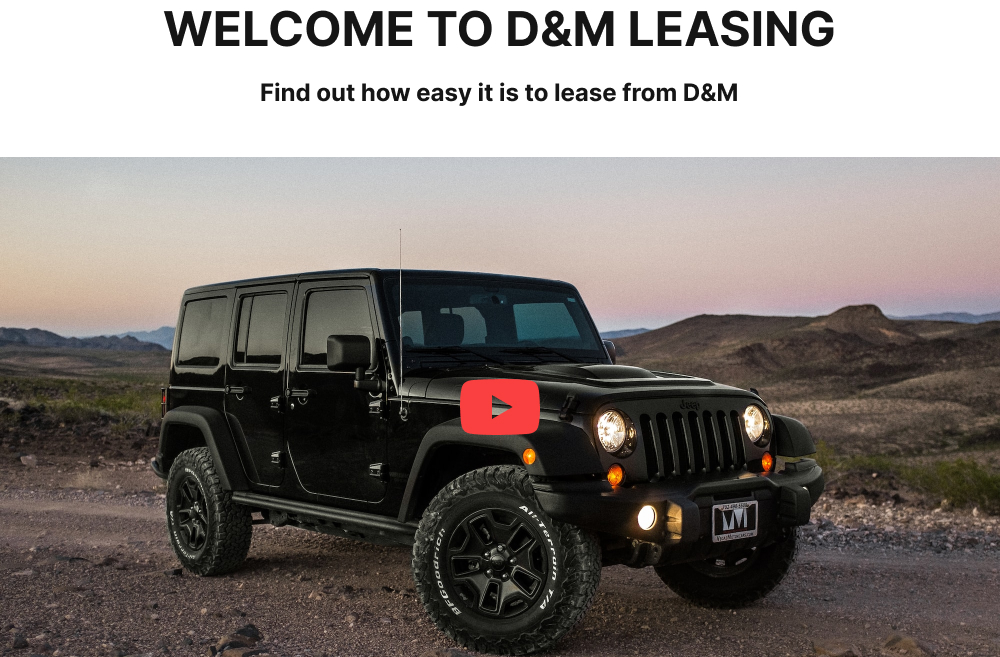 WELCOME TO D&M LEASING
Find out how easy it is to lease from D&M
Jeep
BFGoodrich
All-Terrain T/A